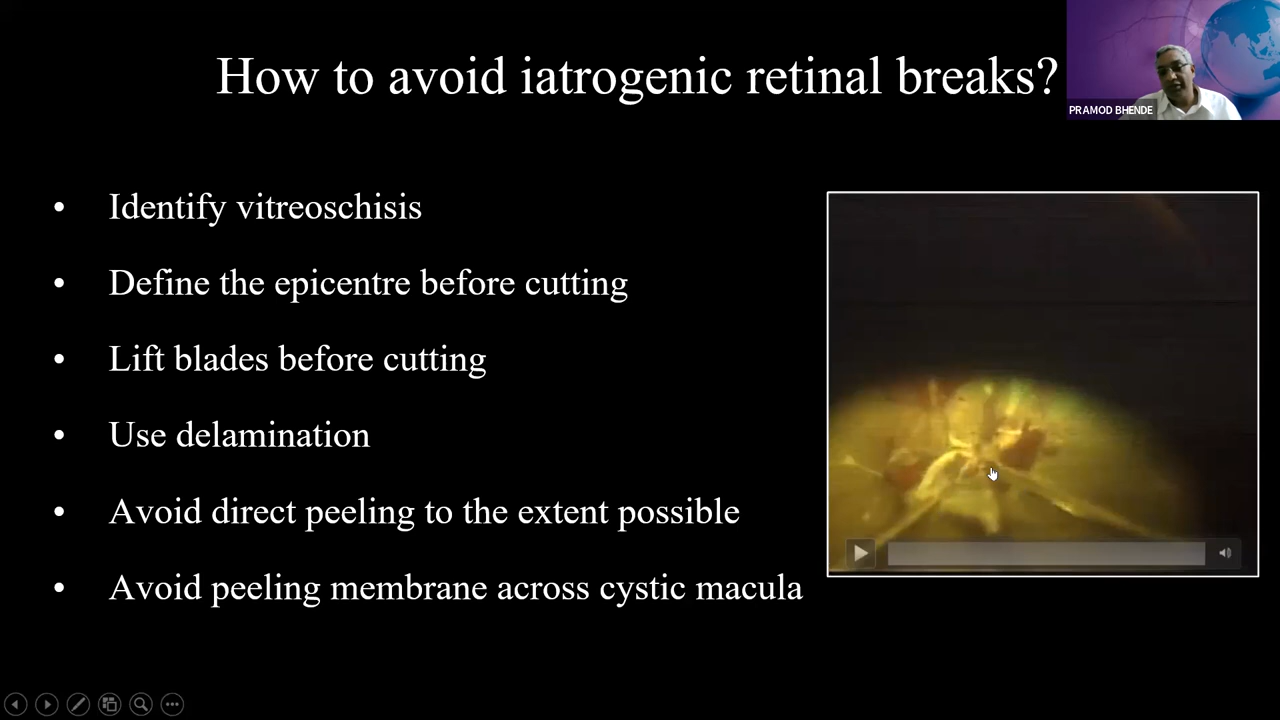 How to avoid iatrogenic retinal breaks?
PRAMOD BHENDE
• Identify vitreoschisis
• Define the epicentre before cutting
• Lift blades before cutting
• Use delamination
• Avoid direct peeling to the extent possible
• Avoid peeling membrane across cystic macula